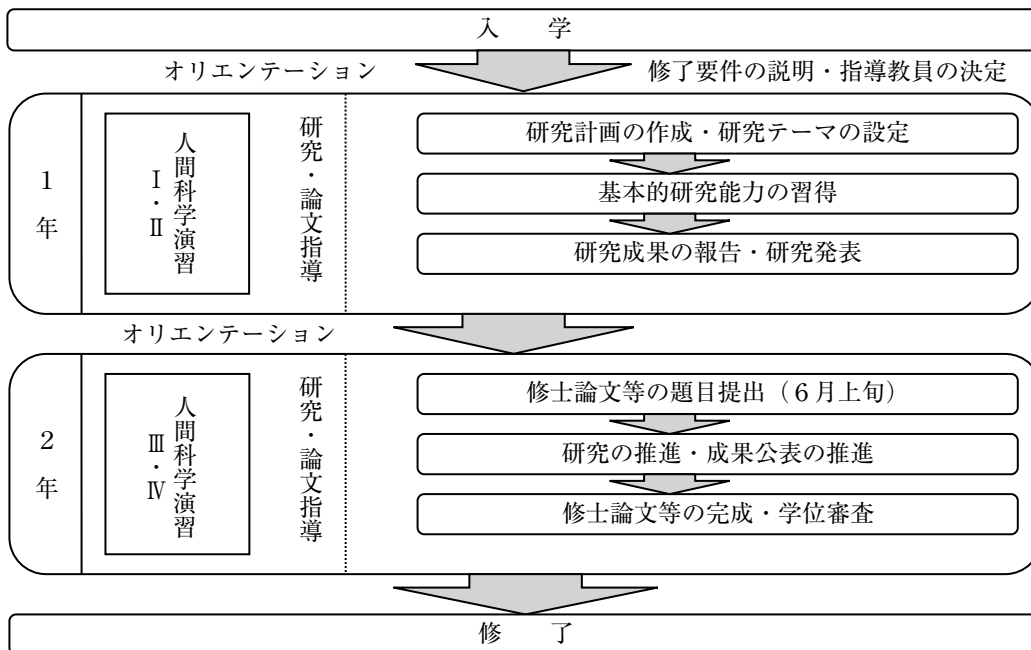 入　学
オリエンテーション
修了要件の説明・指導教員の決定
1年
人間科学演習
Ⅰ・Ⅱ
研究・論文指導
研究計画の作成・研究テーマの設定
基本的研究能力の習得
研究成果の報告・研究発表
オリエンテーション
2年
人間科学演習
Ⅲ・Ⅳ
研究・論文指導
修士論文等の題目提出（６月上旬）
研究の推進・成果公表の推進
修士論文等の完成・学位審査
修　了